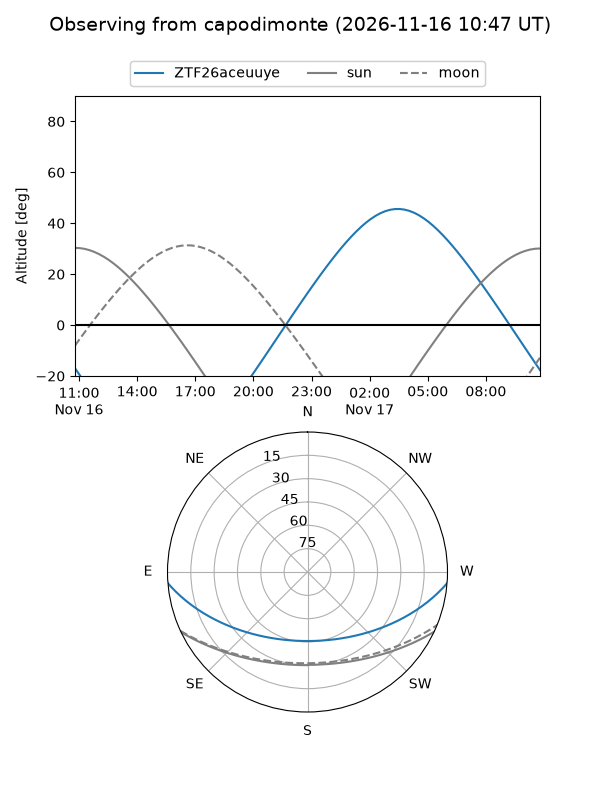 Observing from capodimonte (2026-11-16 10:47 UT)
ZTF26aceuuye sun moon
80
60
40
20
0
−20
Altitude [deg]
11:00 14:00 17:00 20:00 23:00 02:00 05:00 08:00
Nov 16 Nov 17
N
NE NW
15
30
45
60
75
E W
SE SW
S